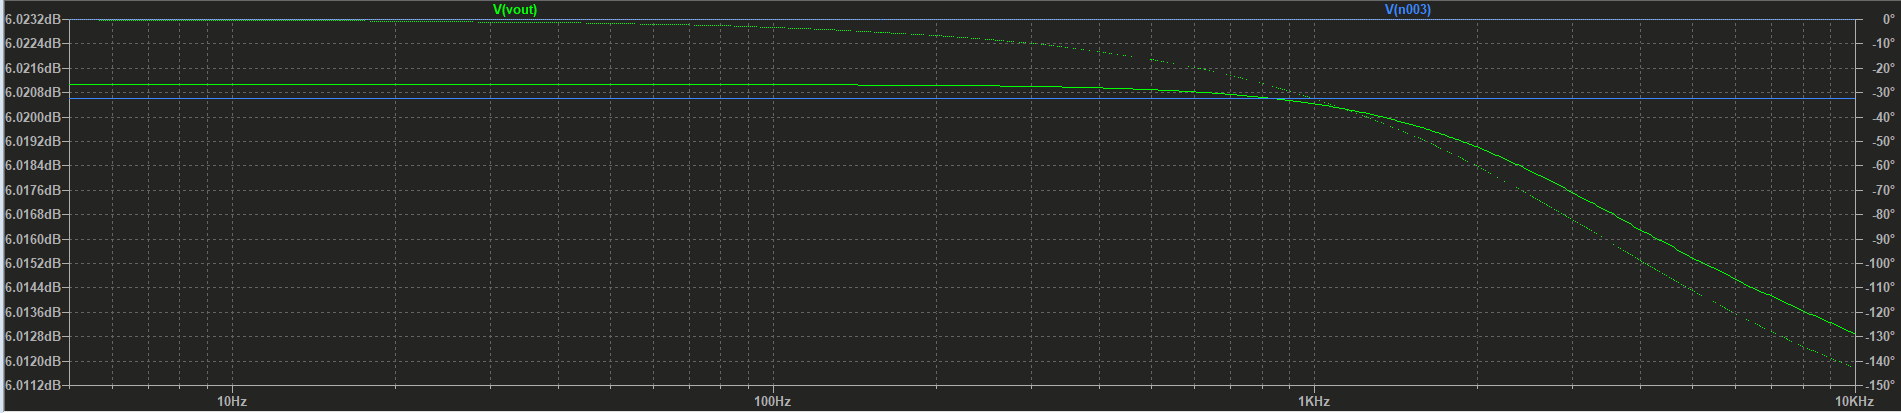 V(vout) V(n003)
6.0232dB 0°
6.0224dB -10°
6.0216dB -20°
6.0208dB -30°
6.0200dB -40°
6.0192dB -50°
6.0184dB -60°
6.0176dB -70°
6.0168dB -80°
6.0160dB -90°
6.0152dB -100°
6.0144dB -110°
6.0136dB -120°
6.0128dB -130°
6.0120dB -140°
6.0112dB -150°
10Hz 100Hz 1KHz 10KHz